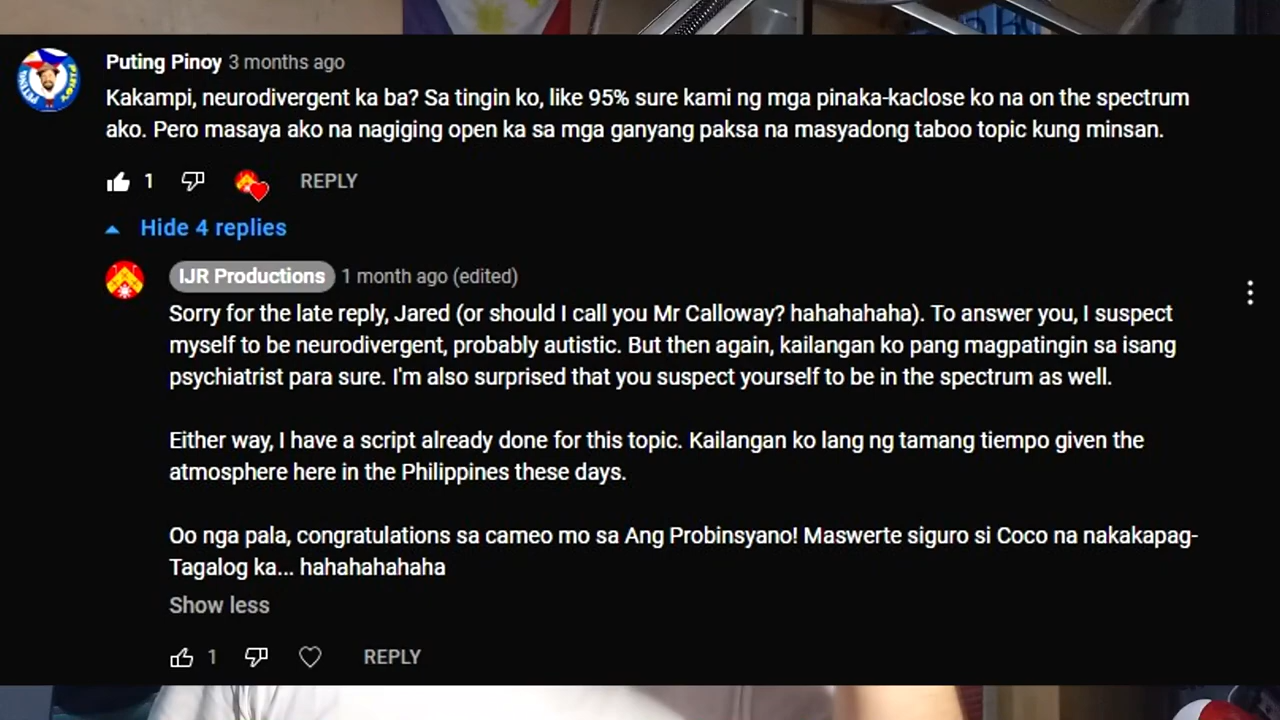 Puting Pinoy 3 months ago
Kakampi, neurodivergent ka ba? Sa tingin ko, like 95% sure kami ng mga pinaka-kaclose ko na on the spectrum
ako. Pero masaya ako na nagiging open ka sa mga ganyang paksa na masyadong taboo topic kung minsan.
1 REPLY
Hide 4 replies
IJR Productions 1 month ago (edited)
Sorry for the late reply, Jared (or should I call you Mr Calloway? hahahahaha). To answer you, I suspect
myself to be neurodivergent, probably autistic. But then again, kailangan ko pang magpatingin sa isang
psychiatrist para sure. I'm also surprised that you suspect yourself to be in the spectrum as well.
Either way, I have a script already done for this topic. Kailangan ko lang ng tamang tiempo given the
atmosphere here in the Philippines these days.
Oo nga pala, congratulations sa cameo mo sa Ang Probinsyano! Maswerte siguro si Coco na nakakapag-
Tagalog ka... hahahahahaha
Show less
1 REPLY